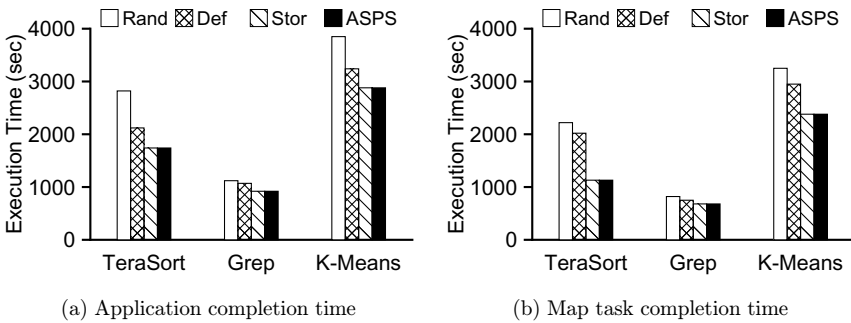 Rand Def Stor ASPS
Execution Time (sec)
4000
3000
2000
1000
0
TeraSort Grep K-Means
(a) Application completion time
Rand Def Stor ASPS
Execution Time (sec)
4000
3000
2000
1000
0
TeraSort Grep K-Means
(b) Map task completion time